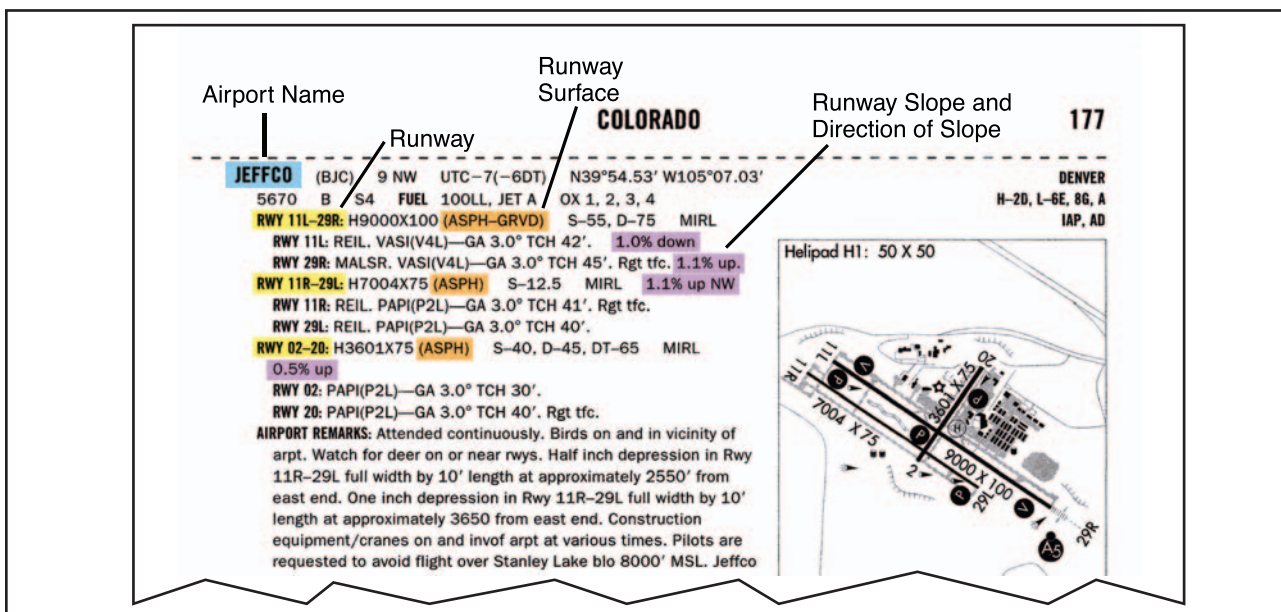 Airport Name
Runway
Runway
Surface
Runway Slope and
Direction of Slope
COLORADO 177
JEFFCO (BJC) 9 NW UTC–7(–6DT) N39°54.53′ W105°07.03′ DENVER
5670 B S4 FUEL 100LL, JET A OX 1, 2, 3, 4 H–2D, L–6E, 8G, A
RWY 11L–29R: H9000X100 (ASPH–GRVD) S–55, D–75 MIRL IAP, AD
RWY 11L: REIL. VASI(V4L)—GA 3.0° TCH 42′. 1.0% down
RWY 29R: MALSR. VASI(V4L)—GA 3.0° TCH 45′. Rgt tfc. 1.1% up.
RWY 11R–29L: H7004X75 (ASPH) S–12.5 MIRL 1.1% up NW
RWY 11R: REIL. PAPI(P2L)—GA 3.0° TCH 41′. Rgt tfc.
RWY 29L: REIL. PAPI(P2L)—GA 3.0° TCH 40′.
RWY 02–20: H3601X75 (ASPH) S–40, D–45, DT–65 MIRL
0.5% up
RWY 02: PAPI(P2L)—GA 3.0° TCH 30′.
RWY 20: PAPI(P2L)—GA 3.0° TCH 40′. Rgt tfc.
AIRPORT REMARKS: Attended continuously. Birds on and in vicinity of
arpt. Watch for deer on or near rwys. Half inch depression in Rwy
11R–29L full width by 10′ length at approximately 2550′ from
east end. One inch depression in Rwy 11R–29L full width by 10′
length at approximately 3650 from east end. Construction
equipment/cranes on and invof arpt at various times. Pilots are
requested to avoid flight over Stanley Lake blo 8000′ MSL. Jeffco
Helipad H1: 50 X 50
11L
11R
20
V
P
P
3601 X 75
7004 X 75
P
H
9000 X 100
2
P
29L
V
29R
A5